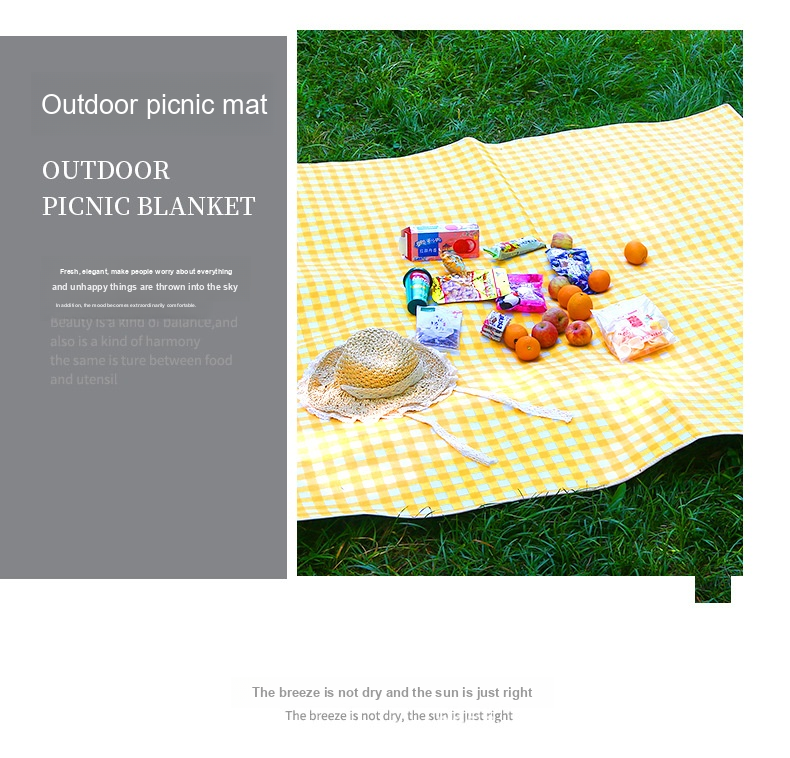 Outdoor picnic mat
OUTDOOR
PICNIC BLANKET
Fresh, elegant, make people worry about everything
and unhappy things are thrown into the sky
In addition, the mood becomes extraordinarily comfortable.
Beauty is a kind of balance,and
also is a kind of harmony
the same is ture between food
and utensil
The breeze is not dry and the sun is just right
The breeze is not dry, the sun is just right